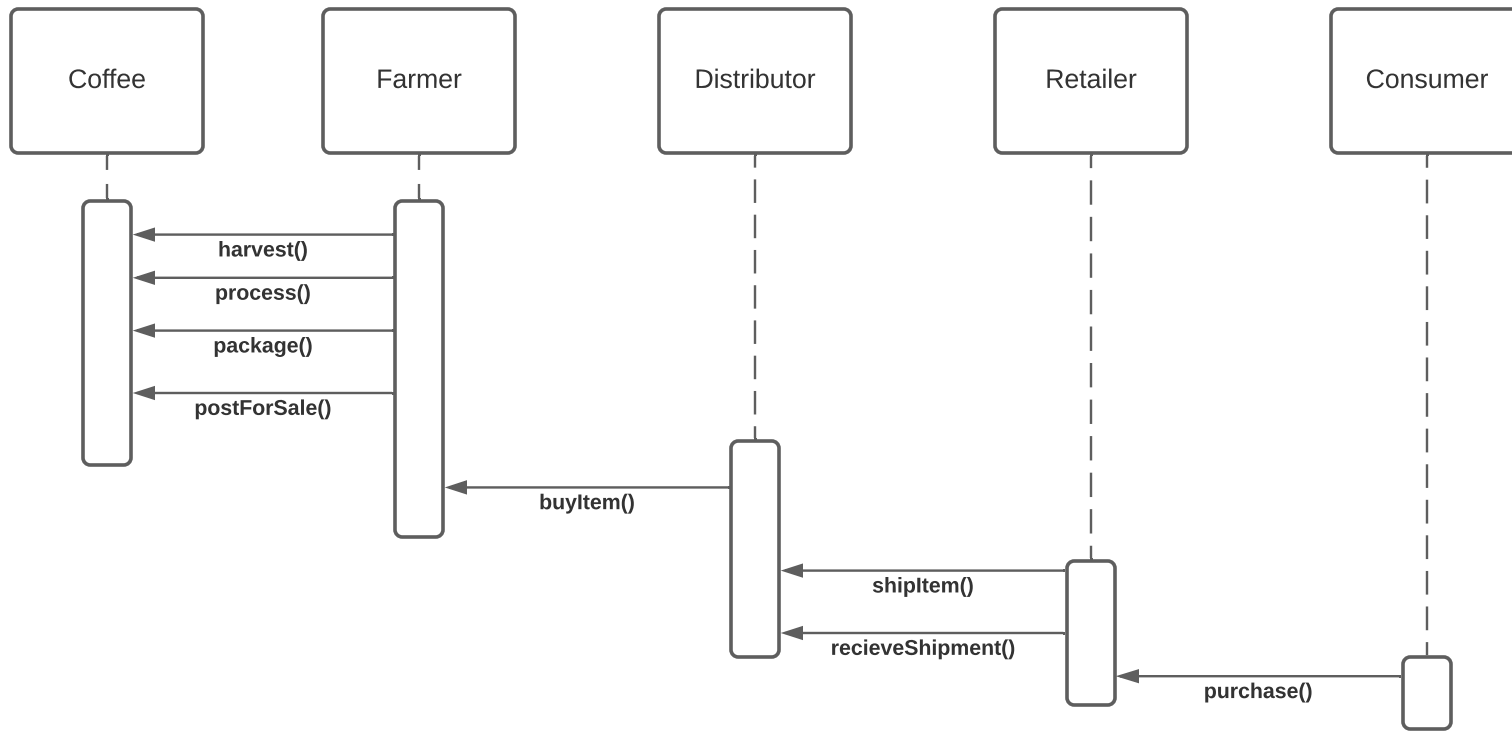 Coffee
Farmer
Distributor
Retailer
Consumer
harvest()
process()
package()
postForSale()
buyItem()
shipItem()
recieveShipment()
purchase()